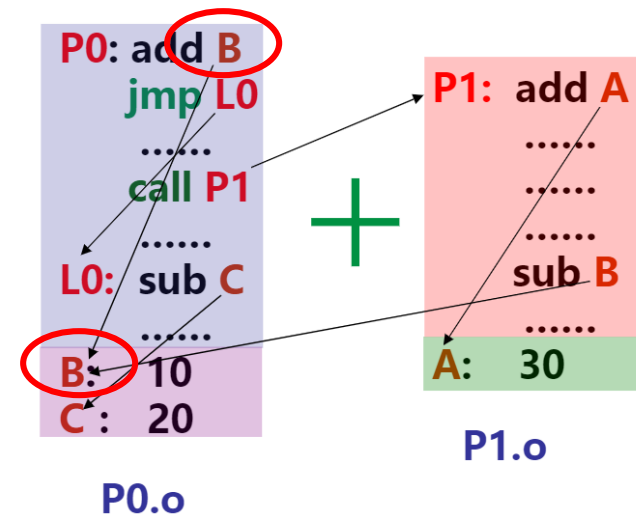 P0: add B
jmp L0
......
call P1
......
L0: sub C
......
B: 10
C : 20
P0.o
+
P1: add A
......
......
......
sub B
......
A: 30
P1.o